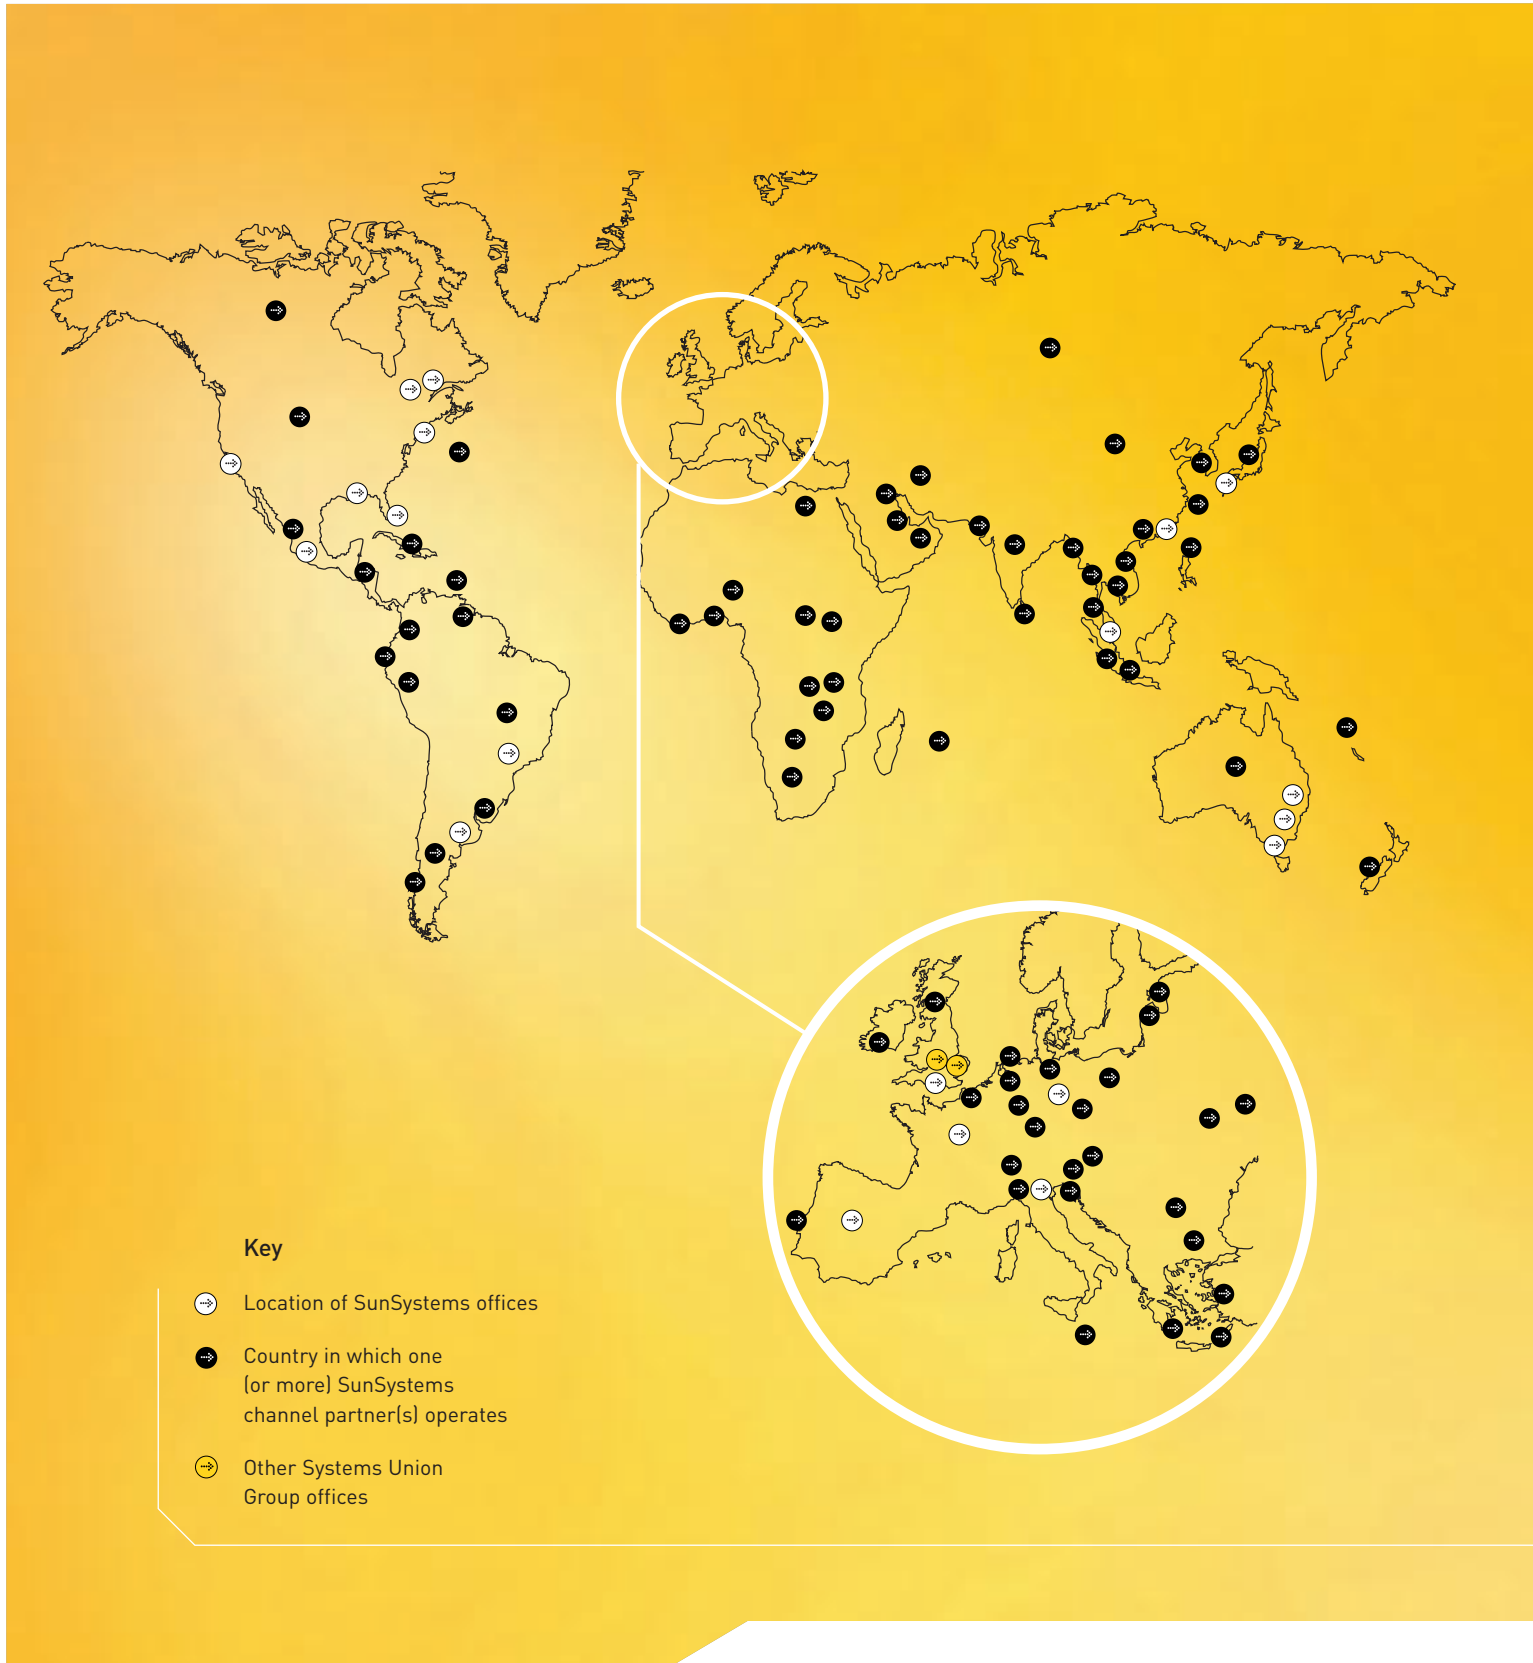 Key
Location of SunSystems offices
Country in which one
(or more) SunSystems
channel partner(s) operates
Other Systems Union
Group offices